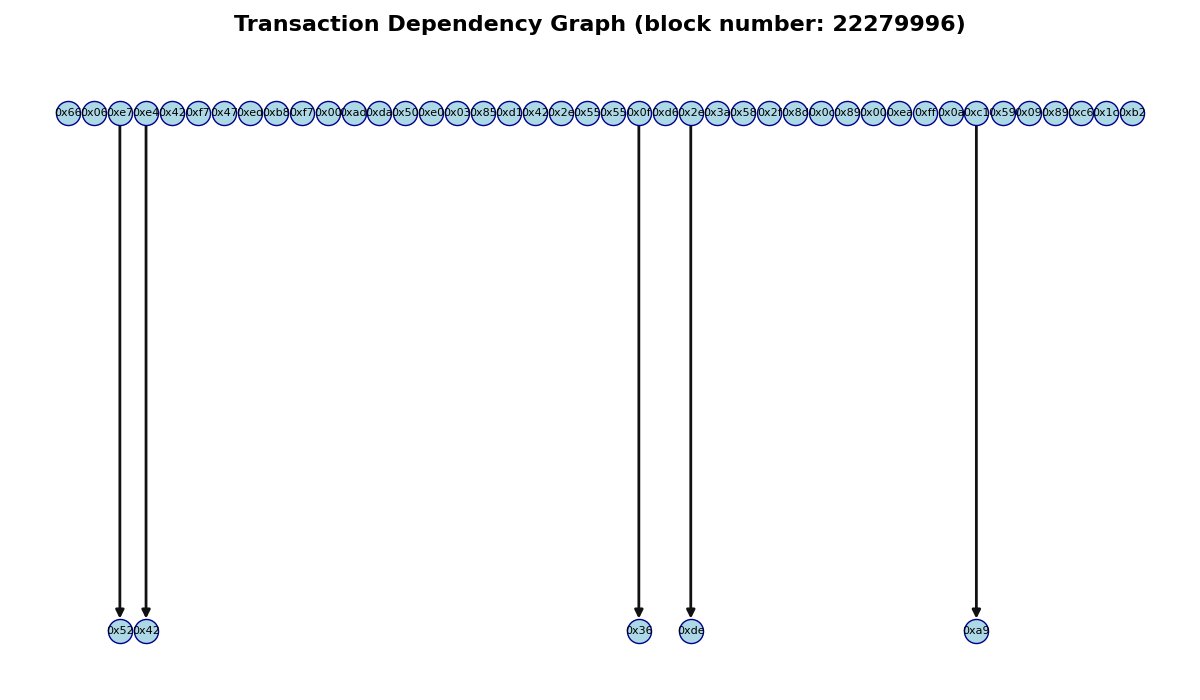 Transaction Dependency Graph (block number: 22279996)
0x66 0x06 0xe7 0xe4 0x42 0xf7 0x47 0xed 0xb8 0xf7 0x00 0xad 0xda 0x50 0xe0 0x03 0x85 0xd1 0x42 0x2e 0x55 0x55 0x0f 0xd6 0x2e 0x3a 0x58 0x2f 0x8d 0x0c 0x89 0x00 0xea 0xff 0x0a 0xc1 0x59 0x09 0x89 0xc6 0x1c 0xb2
0x52 0x42 0x36 0xde 0xa9